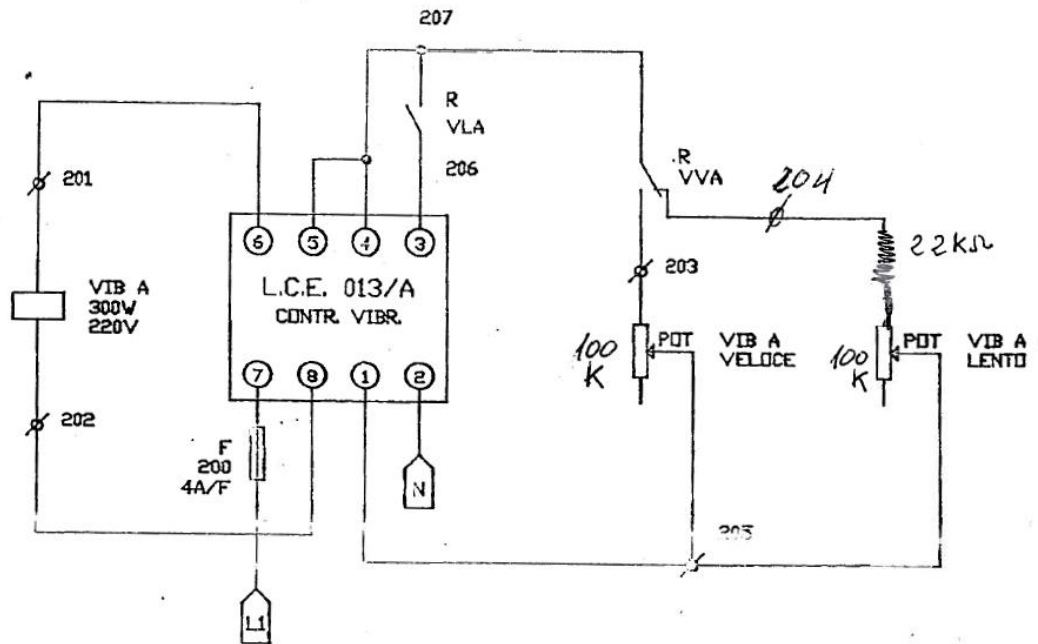 207
R
VLA
206
.R
VVA
204
201
6
5
4
3
22KΩ
VIB A
300W
220V
L.C.E. 013/A
CONTR. VIBR.
203
100
K
POT
VIB A
VELOCE
100
K
POT
VIB A
LENTO
7
8
1
2
202
F
200
4A/F
N
205
L1